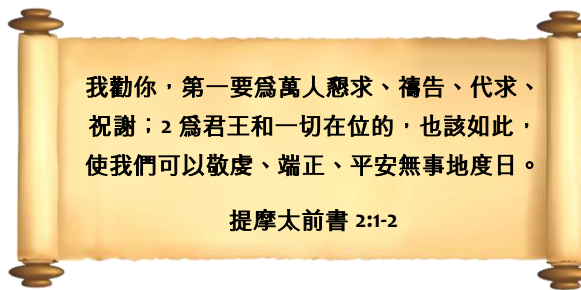 我勸你，第一要為萬人懇求、禱告、代求、
祝謝；2 為君王和一切在位的，也該如此，
使我們可以敬虔、端正、平安無事地度日。
提摩太前書 2:1-2